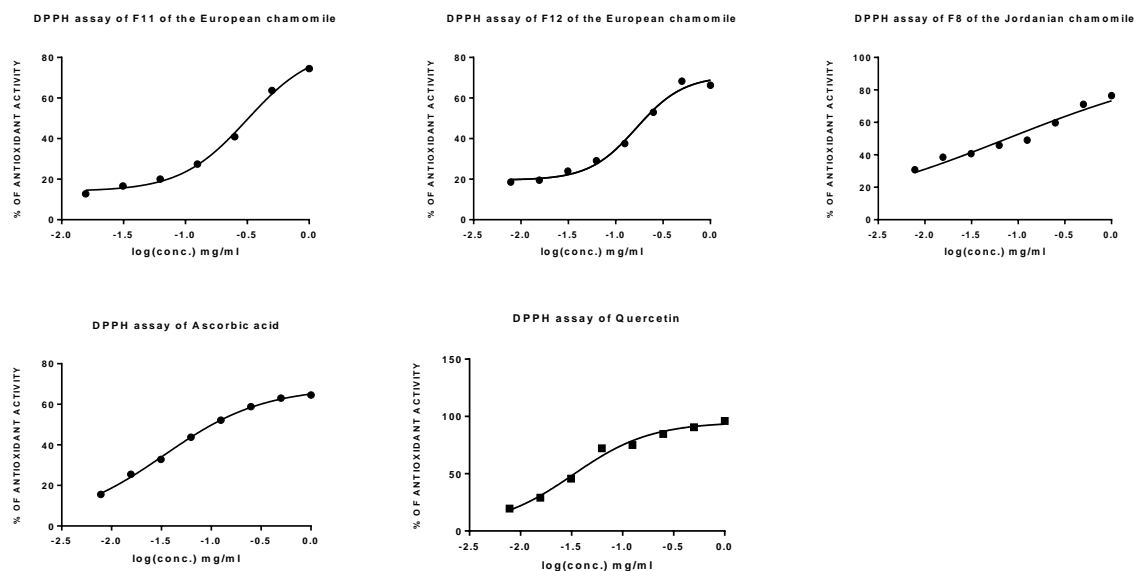 DPPH assay of F11 of the European chamomile
% OF ANTIOXIDANT ACTIVITY
80
60
40
20
0
-2.0 -1.5 -1.0 -0.5 0.0
log(conc.) mg/ml
DPPH assay of F12 of the European chamomile
% OF ANTIOXIDANT ACTIVITY
80
60
40
20
0
-2.5 -2.0 -1.5 -1.0 -0.5 0.0
log(conc.) mg/ml
DPPH assay of F8 of the Jordanian chamomile
% OF ANTIOXIDANT ACTIVITY
100
80
60
40
20
0
-2.5 -2.0 -1.5 -1.0 -0.5 0.0
log(conc.) mg/ml
DPPH assay of Ascorbic acid
% OF ANTIOXIDANT ACTIVITY
80
60
40
20
0
-2.5 -2.0 -1.5 -1.0 -0.5 0.0
log(conc.) mg/ml
DPPH assay of Quercetin
% OF ANTIOXIDANT ACTIVITY
150
100
50
0
-2.5 -2.0 -1.5 -1.0 -0.5 0.0
log(conc.) mg/ml